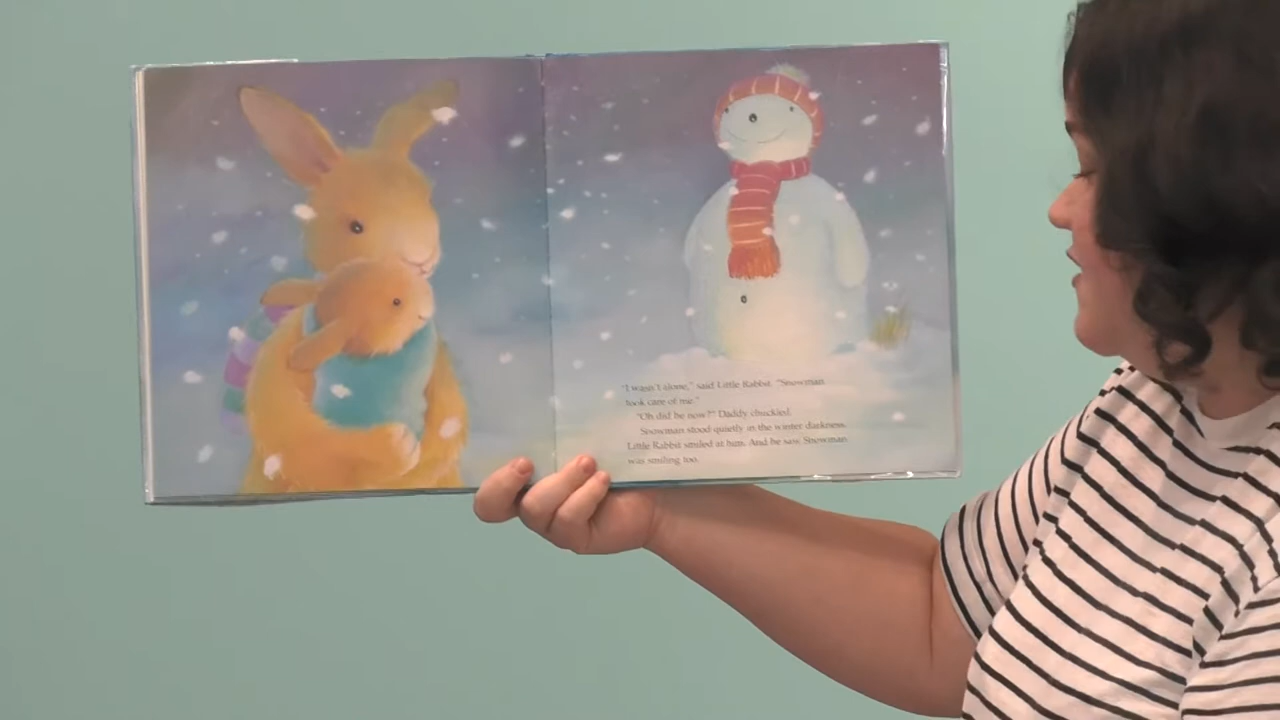 "I wasn't alone," said Little Rabbit. "Snowman
took care of me."
"Oh did he now?" Daddy chuckled.
Snowman stood quietly in the winter darkness.
Little Rabbit smiled at him. And he saw Snowman
was smiling too.